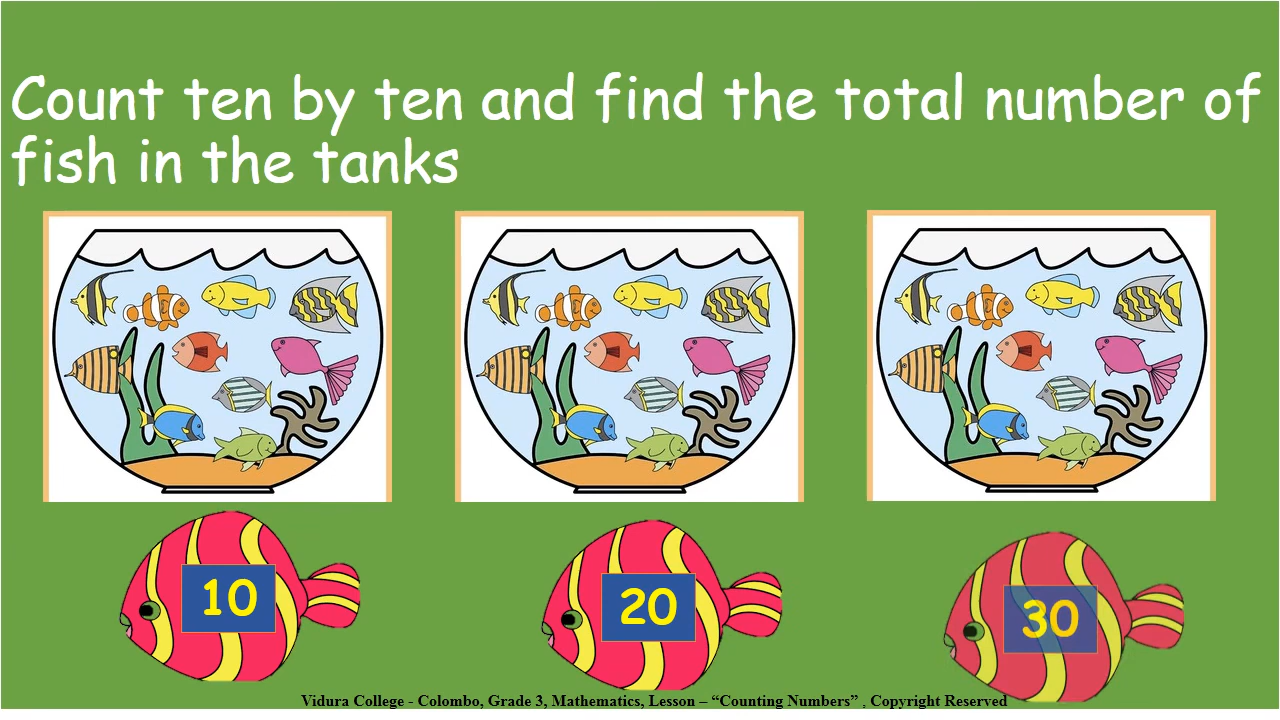 Count ten by ten and find the total number of
fish in the tanks
10
20
30
Vidura College - Colombo, Grade 3, Mathematics, Lesson – “Counting Numbers” , Copyright Reserved